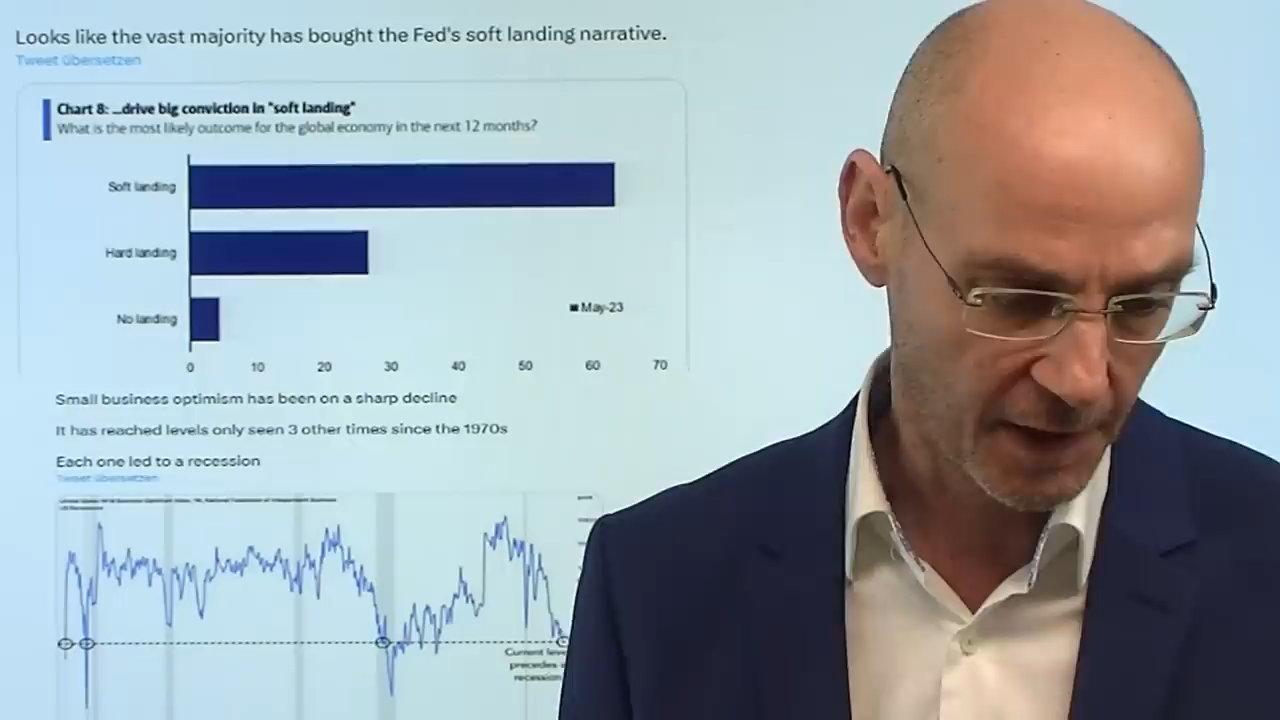 Looks like the vast majority has bought the Fed's soft landing narrative.
Tweet übersetzen
Chart 8: ...drive big conviction in "soft landing"
What is the most likely outcome for the global economy in the next 12 months?
Soft landing
Hard landing
No landing
May-23
0 10 20 30 40 50 60 70
Small business optimism has been on a sharp decline
It has reached levels only seen 3 other times since the 1970s
Each one led to a recession
Tweet übersetzen
Current
precedes
recession